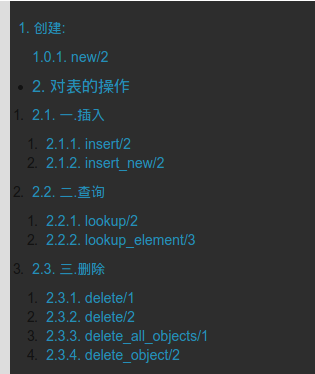 1. 创建:
1.0.1. new/2
• 2. 对表的操作
1. 2.1. 一.插入
1. 2.1.1. insert/2
2. 2.1.2. insert_new/2
2. 2.2. 二.查询
1. 2.2.1. lookup/2
2. 2.2.2. lookup_element/3
3. 2.3. 三.删除
1. 2.3.1. delete/1
2. 2.3.2. delete/2
3. 2.3.3. delete_all_objects/1
4. 2.3.4. delete_object/2